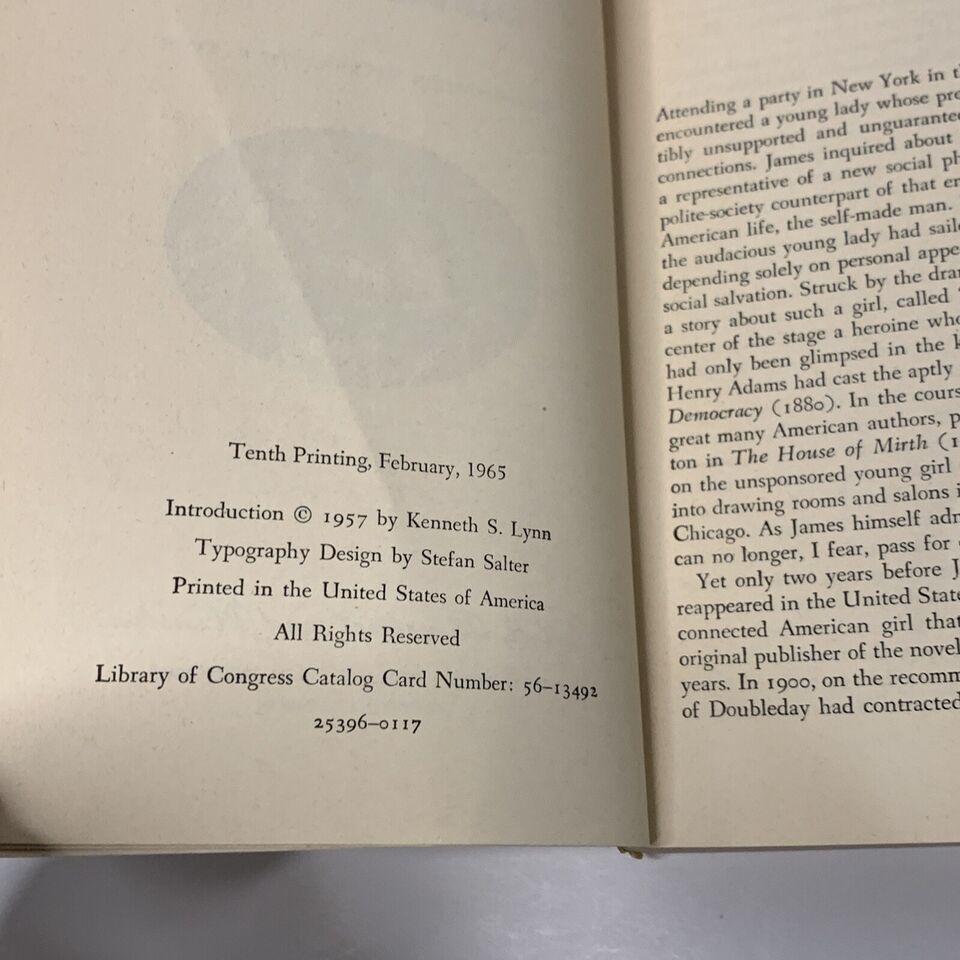 Tenth Printing, February, 1965
Introduction © 1957 by Kenneth S. Lynn
Typography Design by Stefan Salter
Printed in the United States of America
All Rights Reserved
Library of Congress Catalog Card Number: 56-13492
25396-0117
Attending a party in New York in
encountered a young lady whose
tibly unsupported and
connections. James inquired about
a representative of a new social
polite-society counterpart of that
American life, the self-made man.
the audacious young lady had
depending solely on personal
social salvation. Struck by the
a story about such a girl, called
center of the stage a heroine
had only been glimpsed in the
Henry Adams had cast the aptly
Democracy (1880). In the
great many American authors,
ton in The House of Mirth (
on the unsponsored young girl
into drawing rooms and salons
Chicago. As James himself
can no longer, I fear, pass for
Yet only two years before
reappeared in the United
connected American girl that
original publisher of the novel
years. In 1900, on the
of Doubleday had contracted